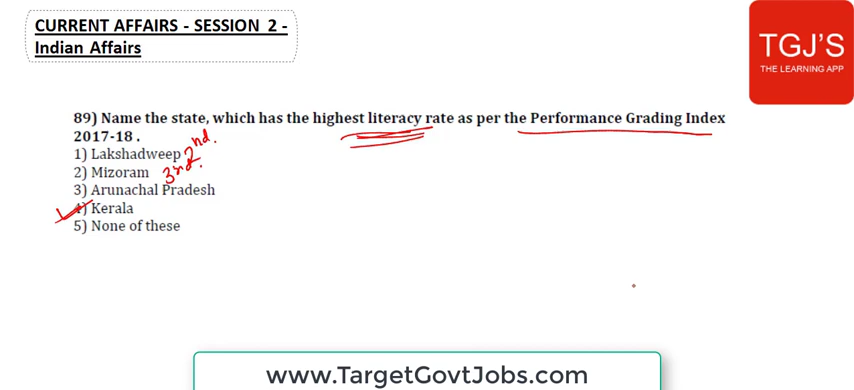 CURRENT AFFAIRS - SESSION 2 -
Indian Affairs
TGJ'S
THE LEARNING APP
89) Name the state, which has the highest literacy rate as per the Performance Grading Index
2017-18 .
1) Lakshadweep 2nd.
2) Mizoram 3rd.
3) Arunachal Pradesh
4) Kerala
5) None of these
www.TargetGovtJobs.com